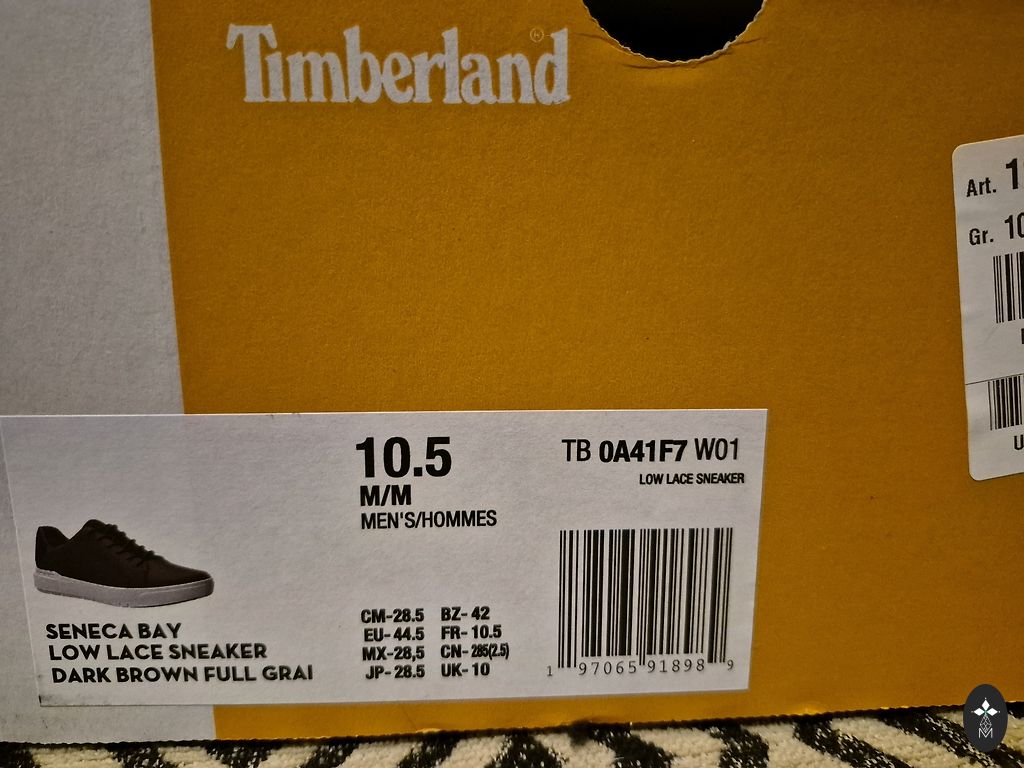 Timberland
Art.
Gr. 10
10.5
M/M
MEN'S/HOMMES
TB 0A41F7 W01
LOW LACE SNEAKER
CM-28.5 BZ-42
EU-44.5 FR-10.5
MX-28,5 CN-285(2.5)
JP-28.5 UK-10
1 97065 91898 9
SENECA BAY
LOW LACE SNEAKER
DARK BROWN FULL GRAI